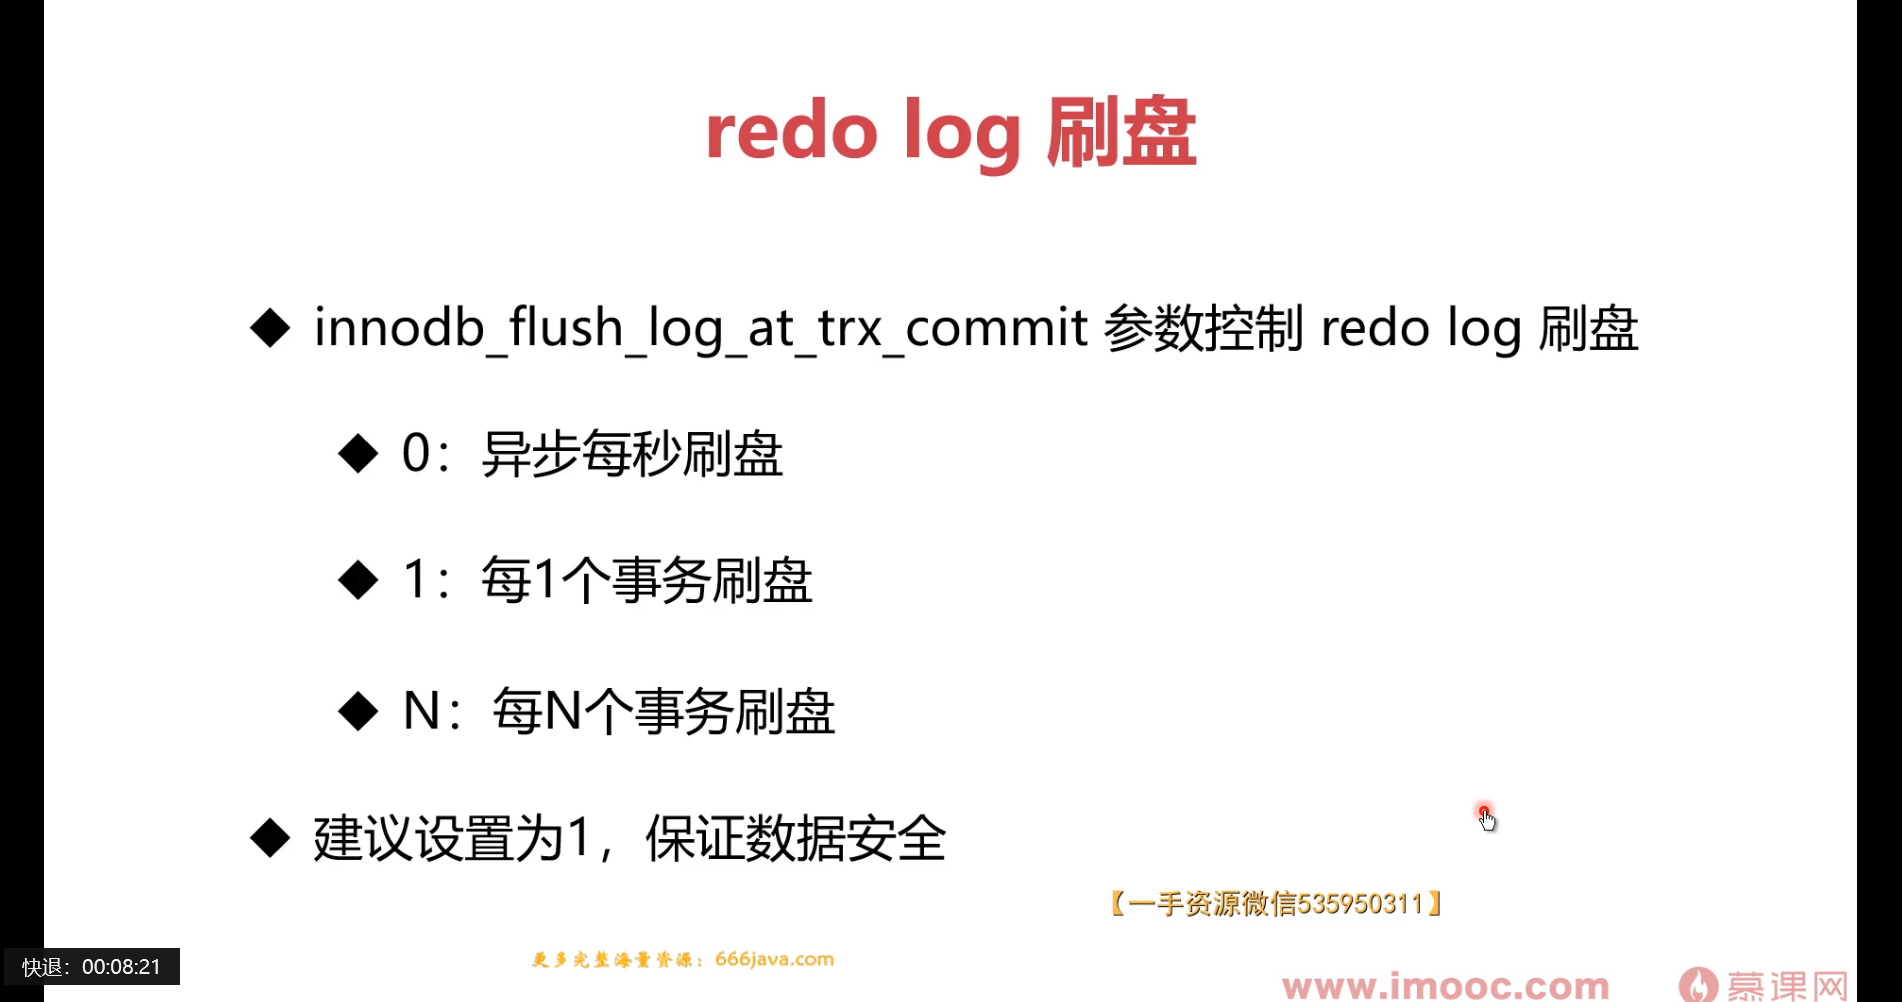 redo log 刷盘
innodb_flush_log_at_trx_commit 参数控制 redo log 刷盘
0：异步每秒刷盘
1：每1个事务刷盘
N：每N个事务刷盘
建议设置为1，保证数据安全
【一手资源微信535950311】
更多完整海量资源：666java.com
快退：00:08:21
www.imooc.com 慕课网